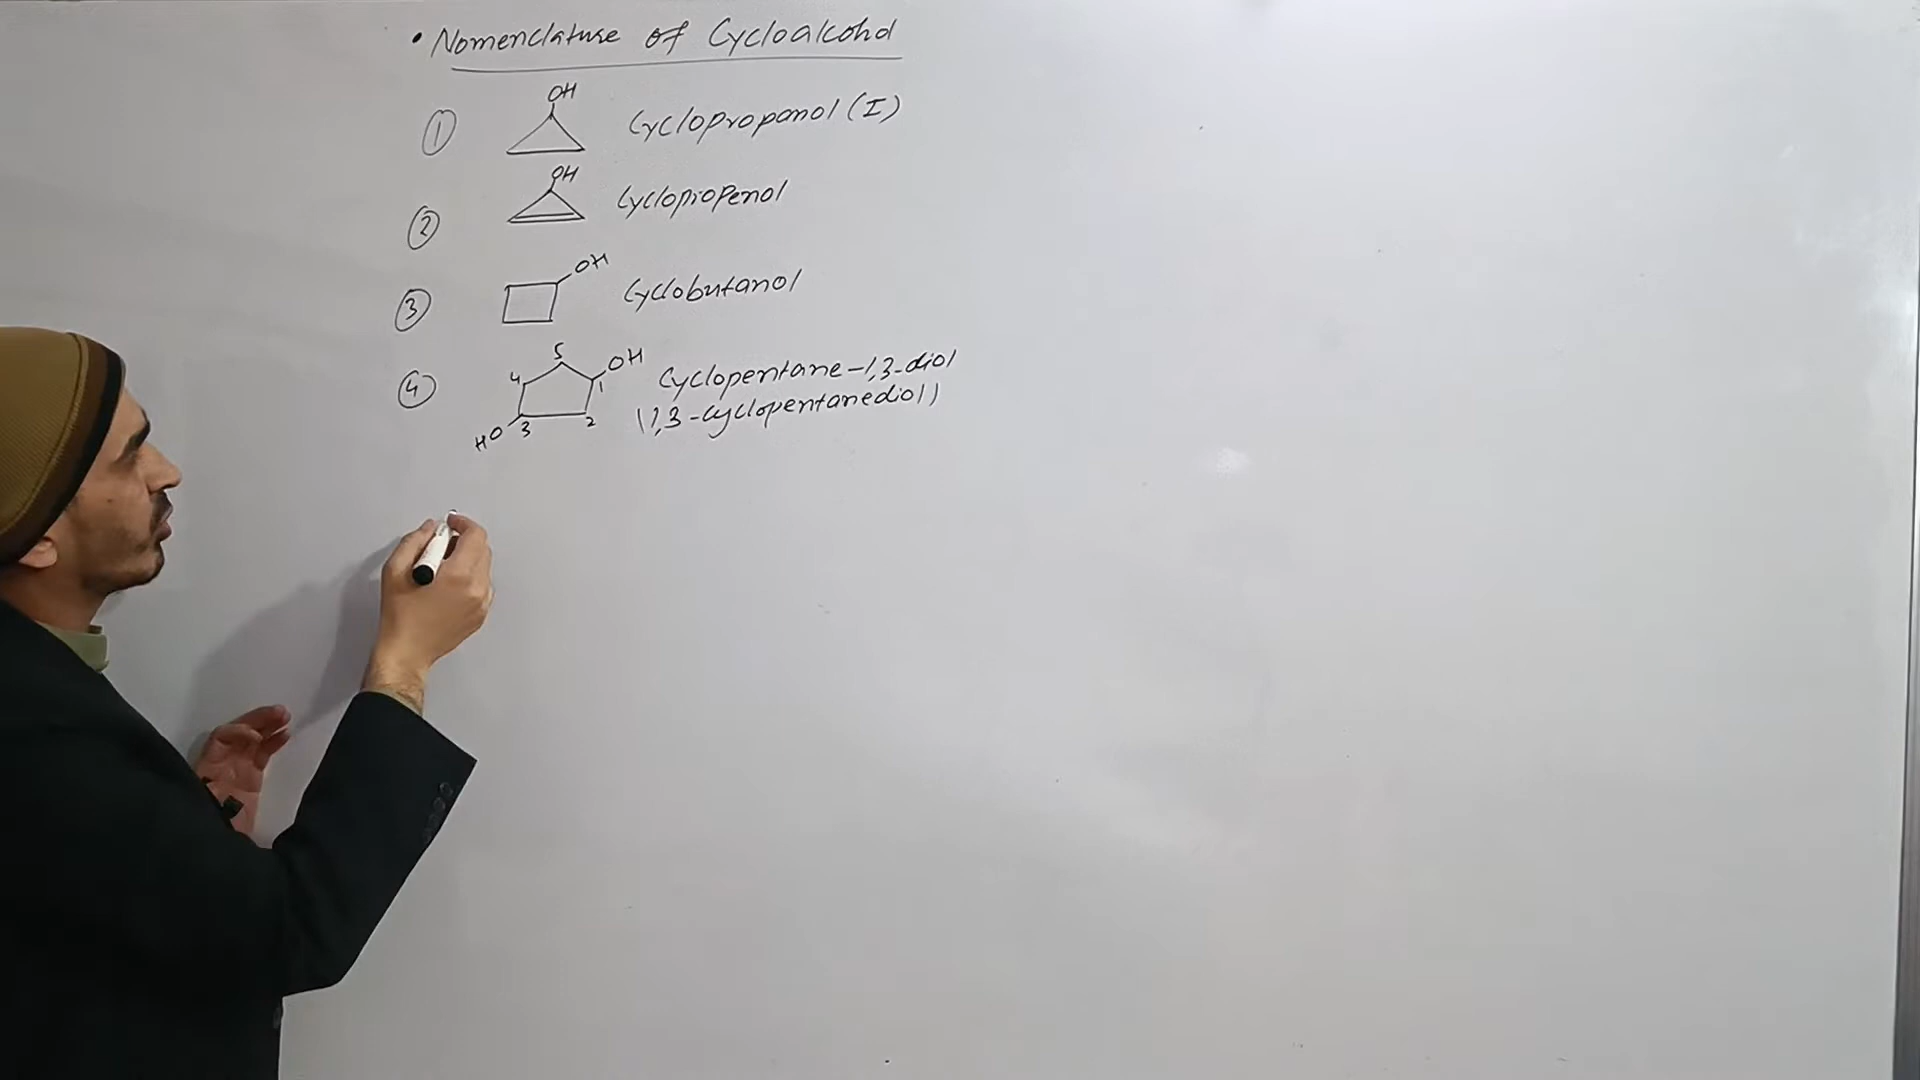 • Nomenclature of Cycloalcohol
① OH Cyclopropanol (I)
② OH Cyclopropenol
③ OH Cyclobutanol
④ 5 4 OH 1 Cyclopentane-1,3-diol
HO 3 2 (1,3-cyclopentanediol)